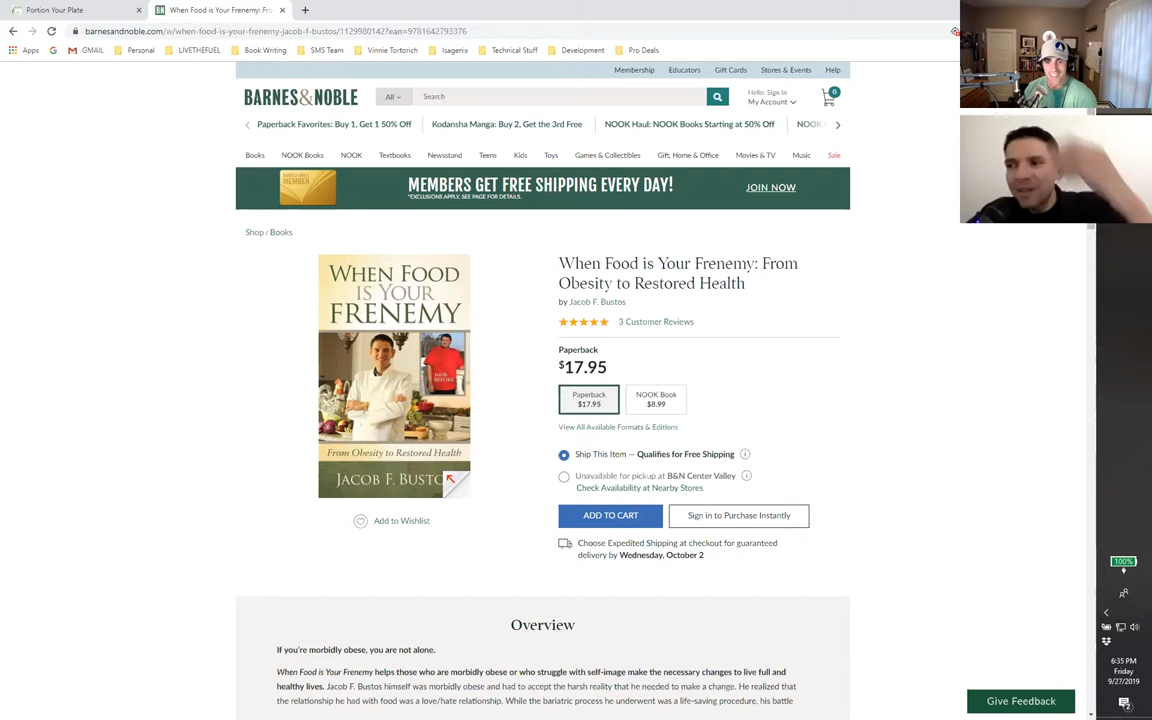 Portion Your Plate
When Food is Your Frenemy: Fro
barnesandnoble.com/w/when-food-is-your-frenemy-jacob-f-bustos/1129980142?ean=9781642793376
Apps
GMAIL
Personal
LIVETHEFUEL
Book Writing
SMS Team
Vinnie Tortorich
Isagenix
Technical Stuff
Development
Pro Deals
Membership Educators Gift Cards Stores & Events Help
BARNES&NOBLE
All
Search
Hello, Sign In
My Account
0
Paperback Favorites: Buy 1, Get 1 50% Off
Kodansha Manga: Buy 2, Get the 3rd Free
NOOK Haul: NOOK Books Starting at 50% Off
NOOK
Books NOOK Books NOOK Textbooks Newsstand Teens Kids Toys Games & Collectibles Gift, Home & Office Movies & TV Music Sale
MEMBERS GET FREE SHIPPING EVERY DAY!
*EXCLUSIONS APPLY. SEE PAGE FOR DETAILS.
JOIN NOW
Shop / Books
WHEN FOOD
IS YOUR
FRENEMY
BEFORE
From Obesity to Restored Health
JACOB F. BUSTO
Add to Wishlist
When Food is Your Frenemy: From
Obesity to Restored Health
by Jacob F. Bustos
3 Customer Reviews
Paperback
$17.95
Paperback
$17.95
NOOK Book
$8.99
View All Available Formats & Editions
Ship This Item — Qualifies for Free Shipping
Unavailable for pickup at B&N Center Valley
Check Availability at Nearby Stores
ADD TO CART
Sign in to Purchase Instantly
Choose Expedited Shipping at checkout for guaranteed
delivery by Wednesday, October 2
Overview
If you're morbidly obese, you are not alone.
When Food is Your Frenemy helps those who are morbidly obese or who struggle with self-image make the necessary changes to live full and
healthy lives. Jacob F. Bustos himself was morbidly obese and had to accept the harsh reality that he needed to make a change. He realized that
the relationship he had with food was a love/hate relationship. While the bariatric process he underwent was a life-saving procedure, his battle
100%
6:35 PM
Friday
9/27/2019
2
Give Feedback